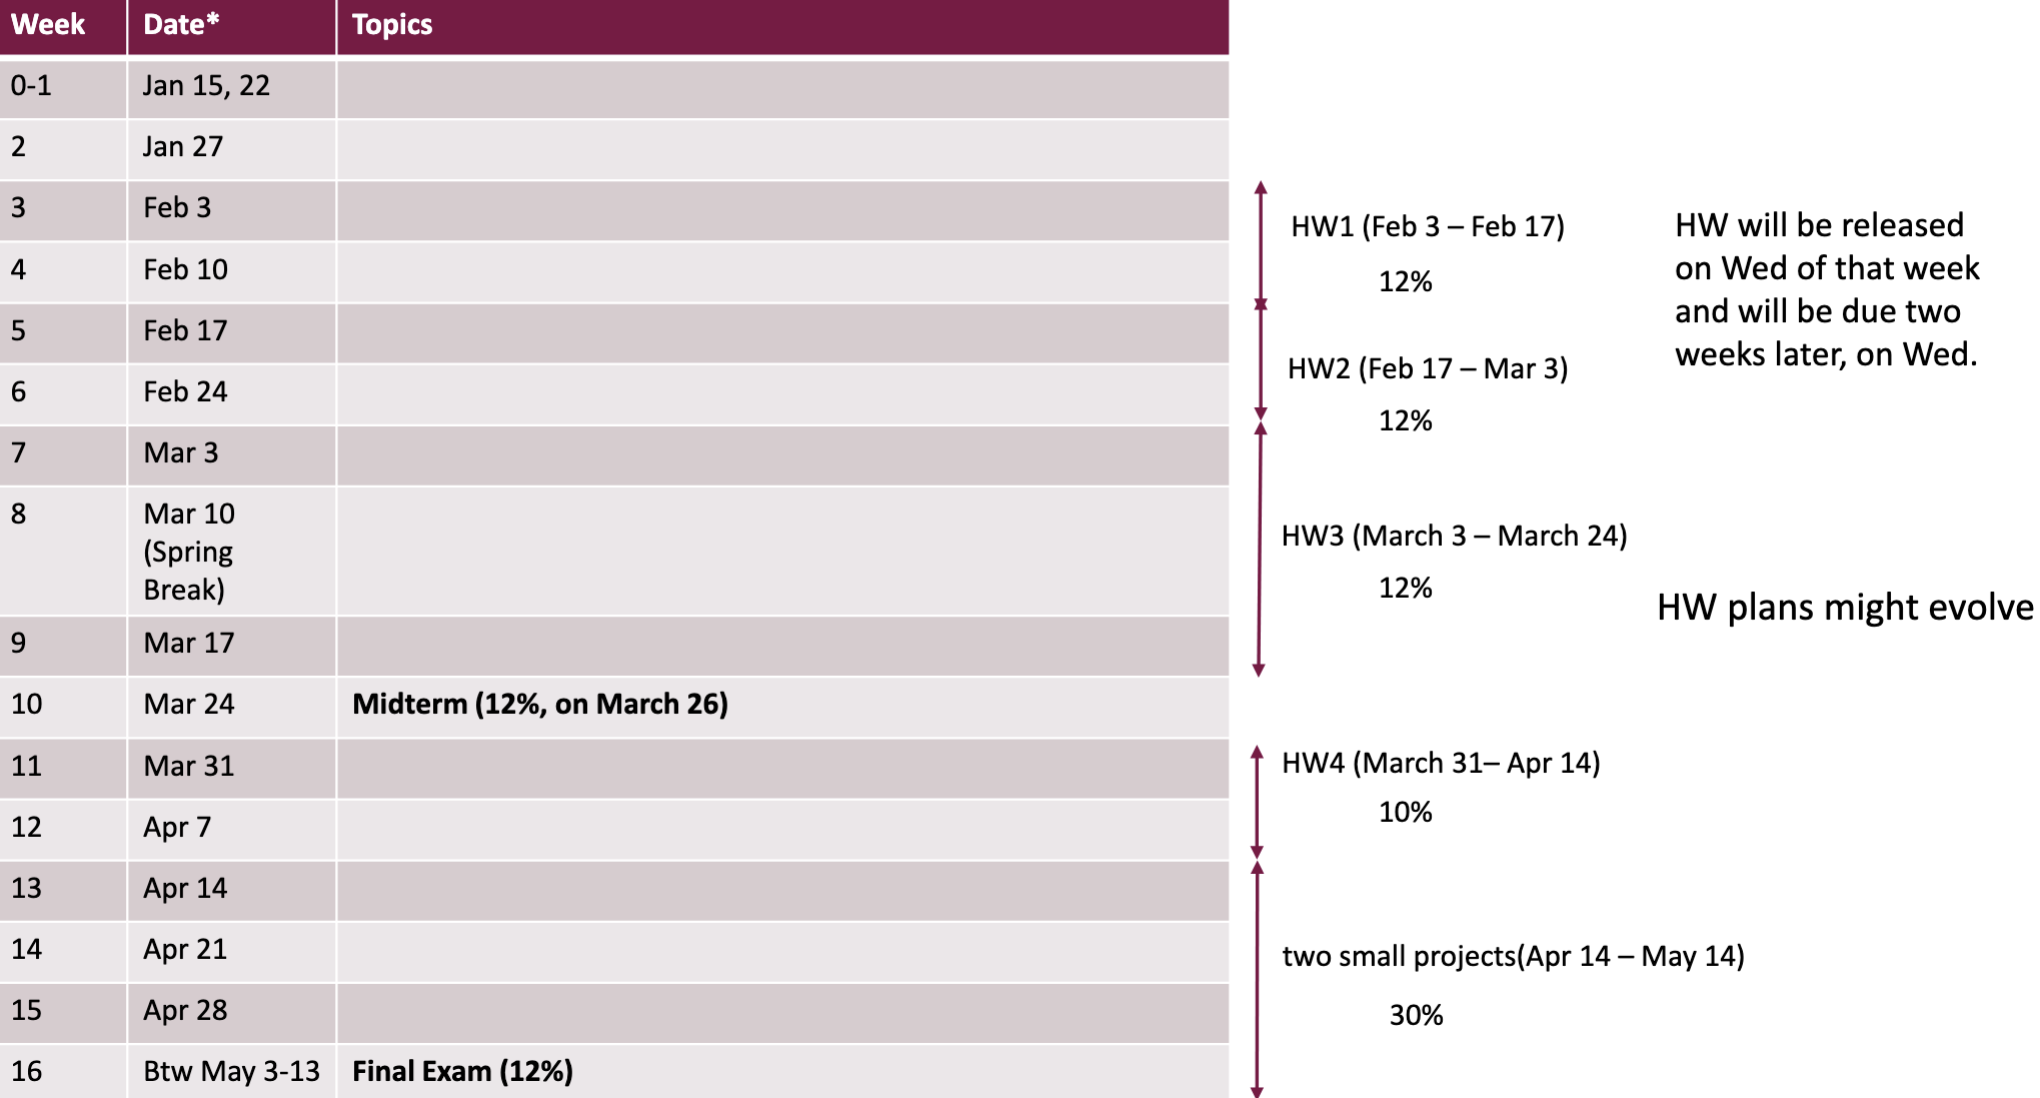 Week Date* Topics
0-1 Jan 15, 22
2 Jan 27
3 Feb 3
4 Feb 10
5 Feb 17
6 Feb 24
7 Mar 3
8 Mar 10
(Spring
Break)
9 Mar 17
10 Mar 24 Midterm (12%, on March 26)
11 Mar 31
12 Apr 7
13 Apr 14
14 Apr 21
15 Apr 28
16 Btw May 3-13 Final Exam (12%)
HW1 (Feb 3 – Feb 17)
12%
HW2 (Feb 17 – Mar 3)
12%
HW3 (March 3 – March 24)
12%
HW4 (March 31– Apr 14)
10%
two small projects(Apr 14 – May 14)
30%
HW will be released
on Wed of that week
and will be due two
weeks later, on Wed.
HW plans might evolve